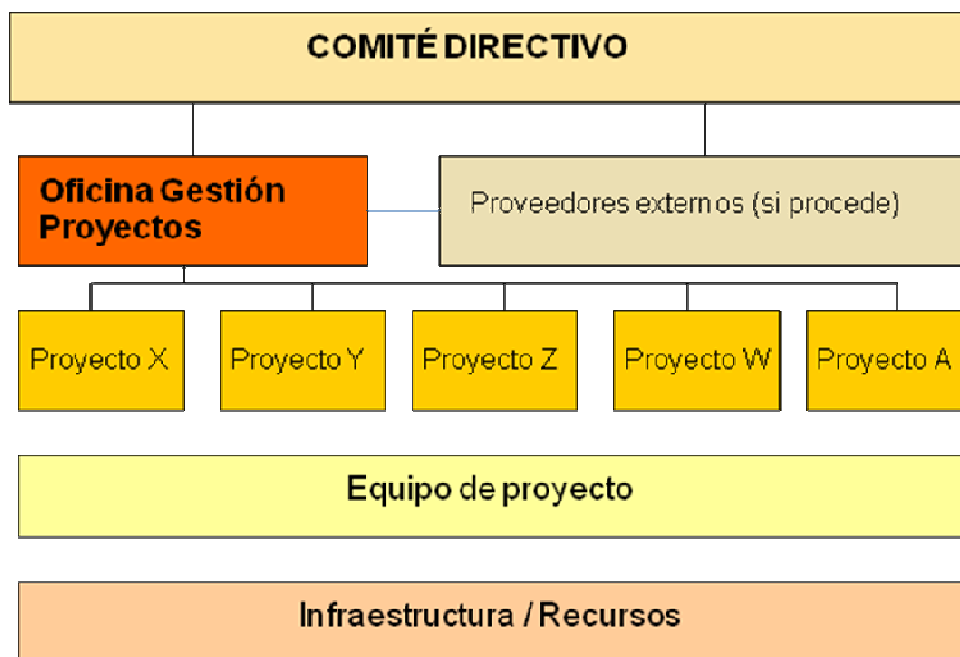 COMITÉ DIRECTIVO
Oficina Gestión
Proyectos
Proveedores externos (si procede)
Proyecto X
Proyecto Y
Proyecto Z
Proyecto W
Proyecto A
Equipo de proyecto
Infraestructura / Recursos